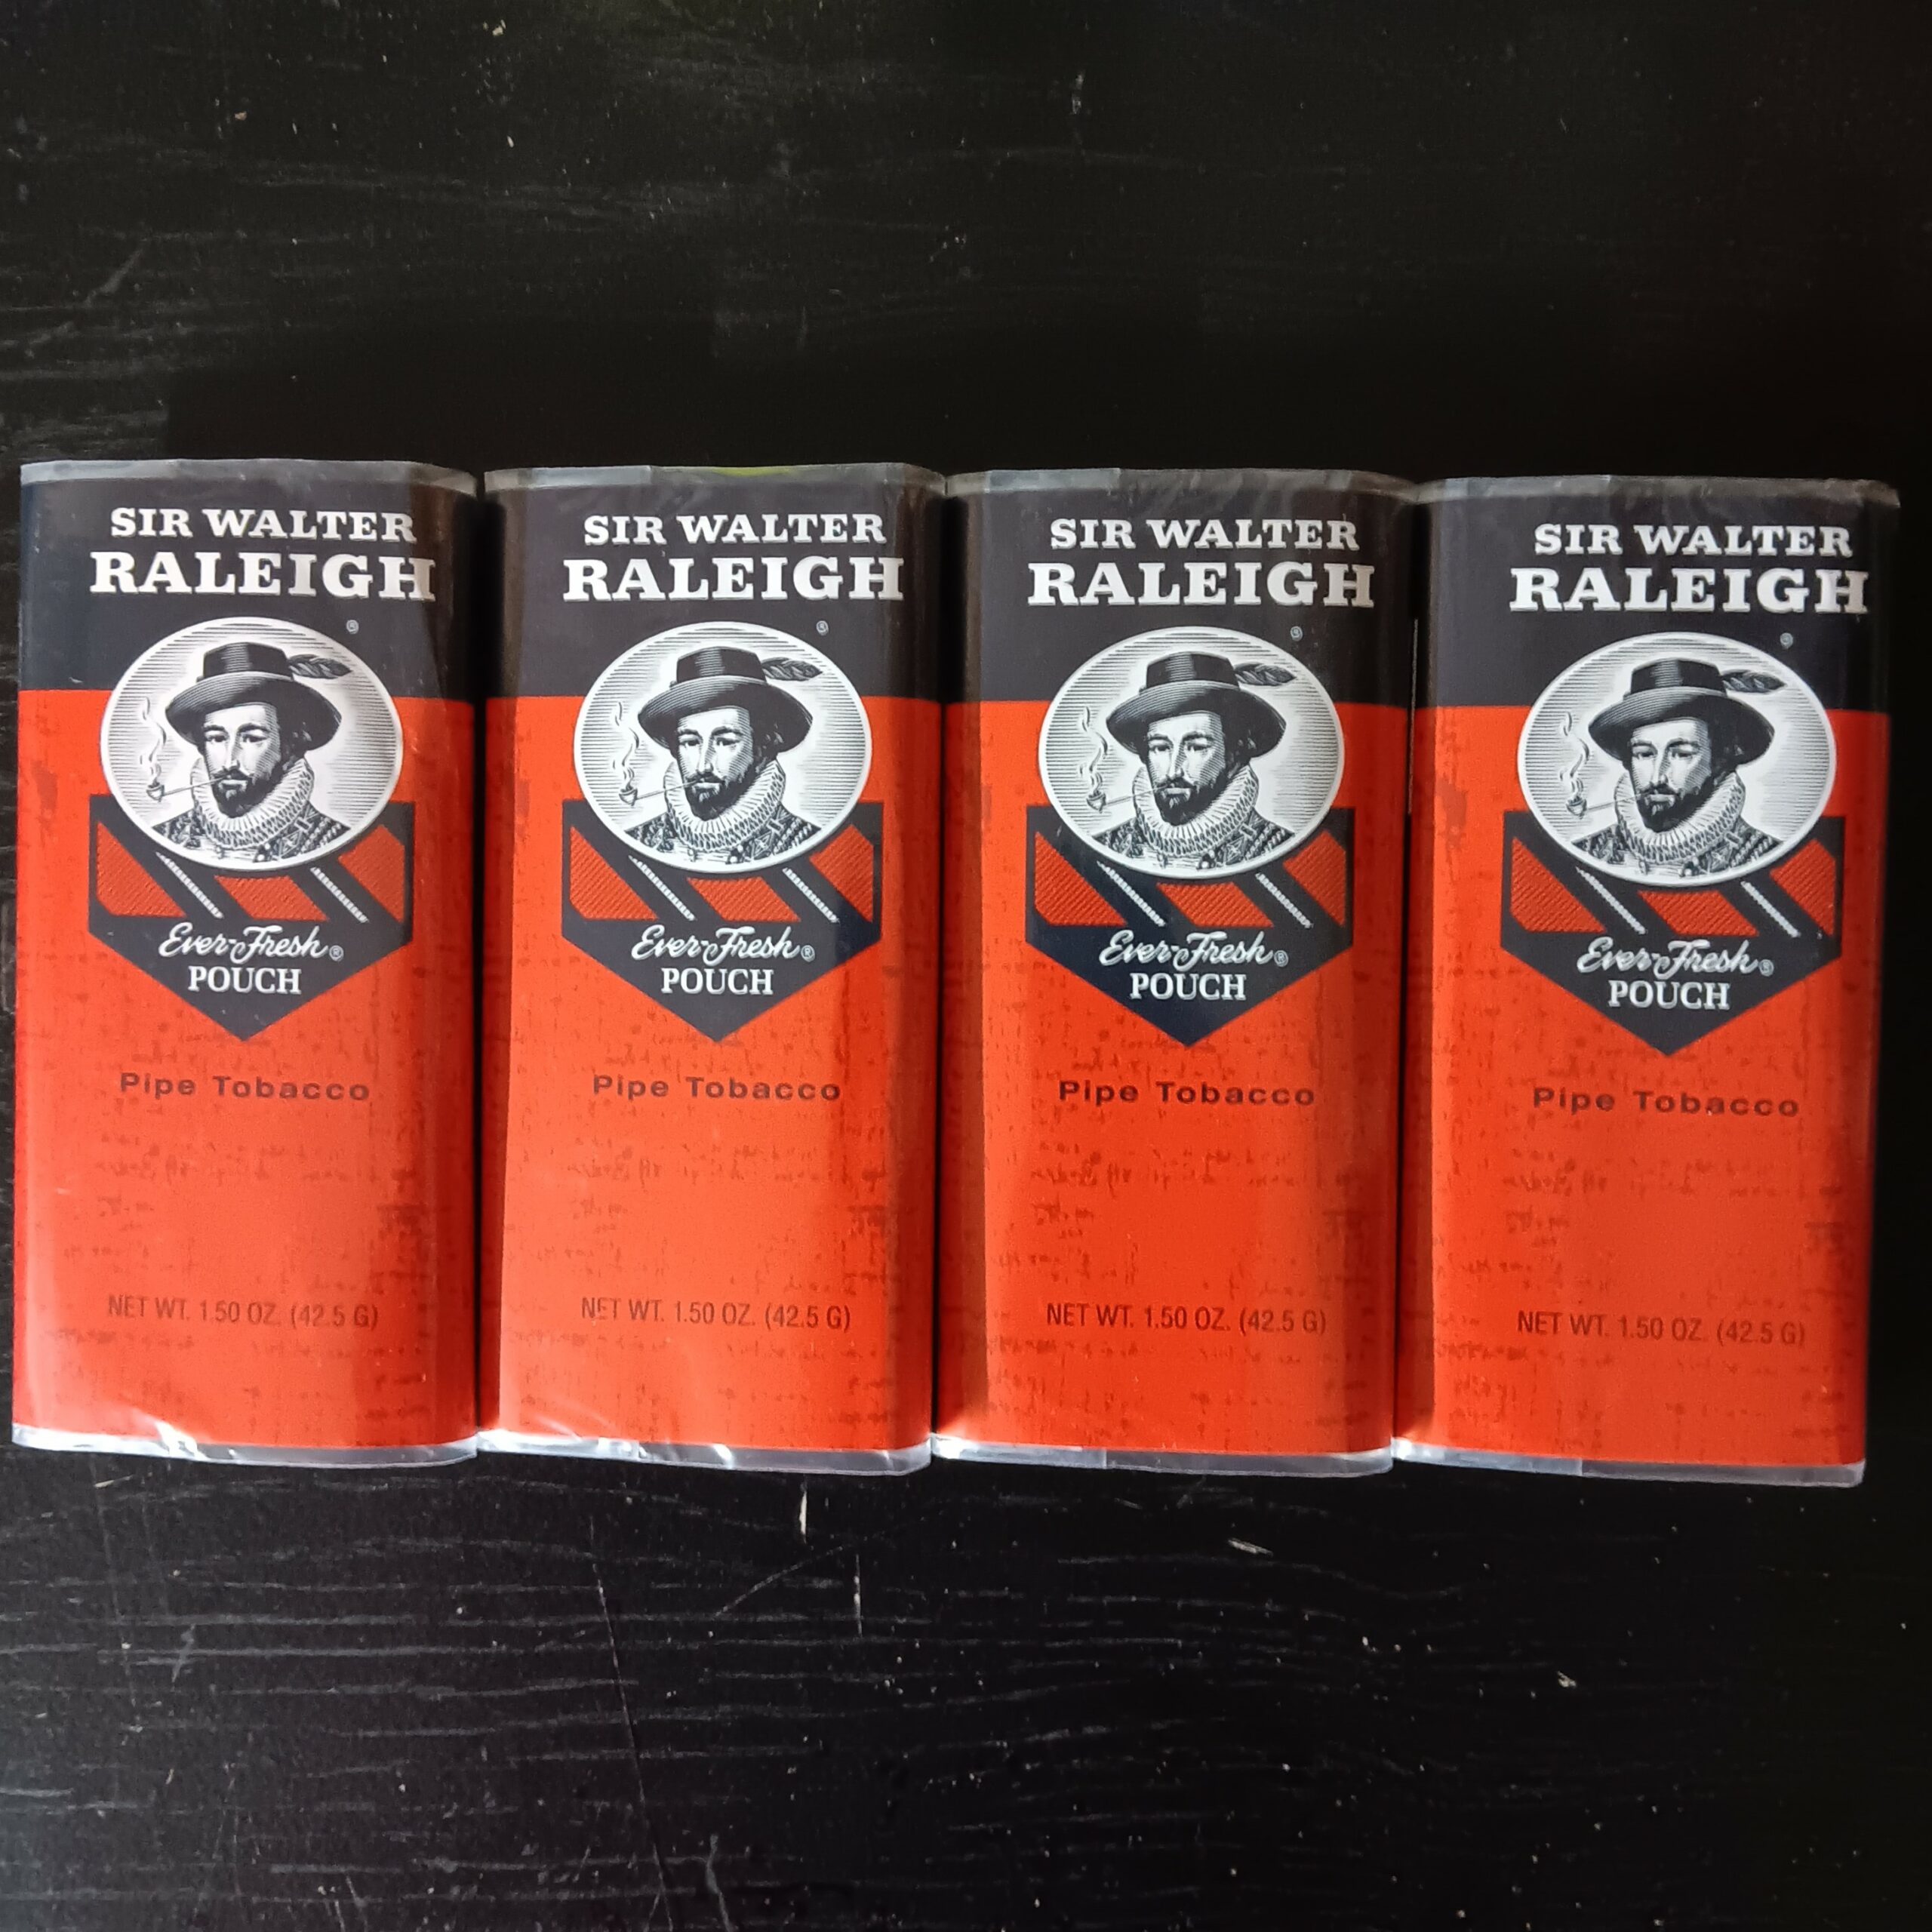 SIR WALTER
RALEIGH
®
Ever-Fresh®
POUCH
Pipe Tobacco
NET WT. 1.50 OZ. (42.5 G)
SIR WALTER
RALEIGH
®
Ever-Fresh®
POUCH
Pipe Tobacco
NET WT. 1.50 OZ. (42.5 G)
SIR WALTER
RALEIGH
®
Ever-Fresh®
POUCH
Pipe Tobacco
NET WT. 1.50 OZ. (42.5 G)
SIR WALTER
RALEIGH
®
Ever-Fresh®
POUCH
Pipe Tobacco
NET WT. 1.50 OZ. (42.5 G)